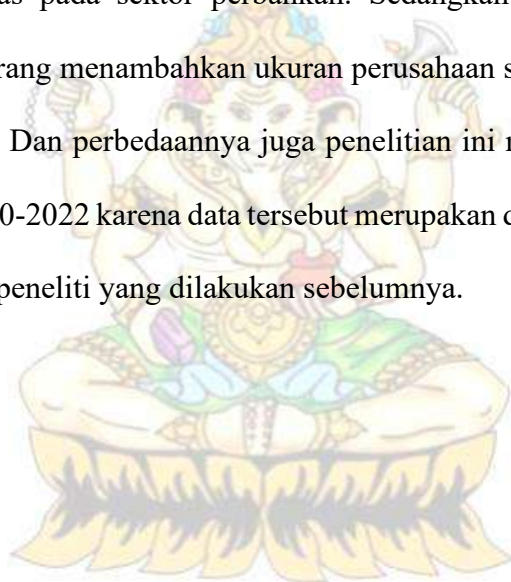 pada sektor perbankan. Sedangkan
menambahkan ukuran perusahaan
Dan perbedaannya juga penelitian ini
0-2022 karena data tersebut merupakan
peneliti yang dilakukan sebelumnya.